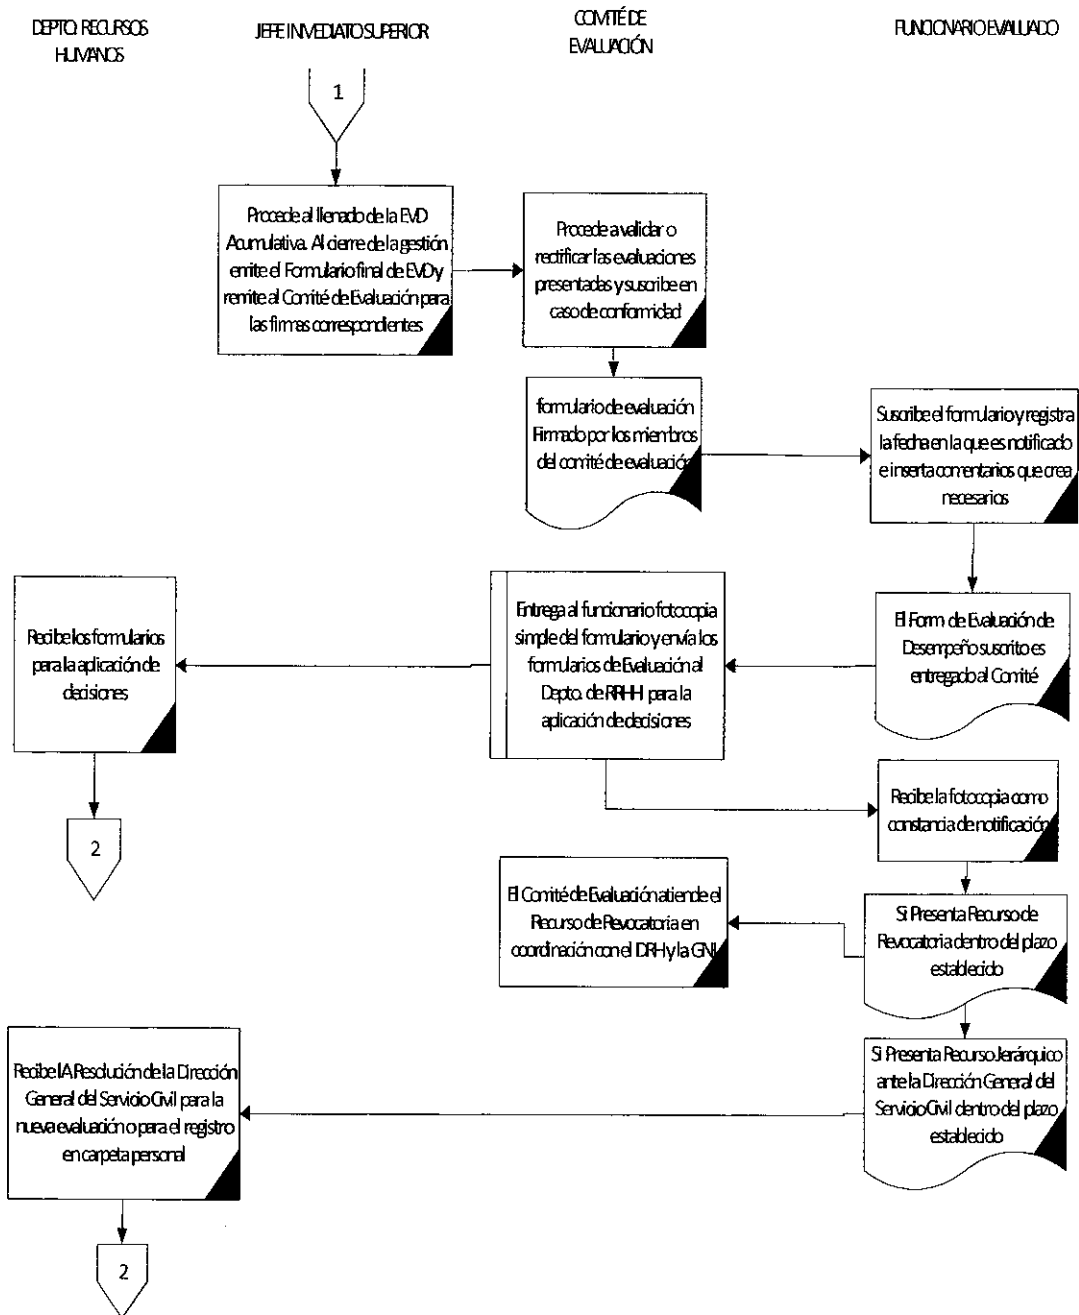 DEPTO. RECURSOS
HUMANOS
JEFE INMEDIATO SUPERIOR
COMITÉ DE
EVALUACIÓN
FUNCIONARIO EVALUADO
1
Procede al llenado de la EVD
Acumulativa. Al cierre de la gestión
emite el Formulario final de EVD y
remite al Comité de Evaluación para
las firmas correspondientes
Procede a validar o
rectificar las evaluaciones
presentadas y suscribe en
caso de conformidad
formulario de evaluación
Firmado por los miembros
del comité de evaluación
Suscribe el formulario y registra
la fecha en la que es notificado
e inserta comentarios que crea
necesarios
Recibe los formularios
para la aplicación de
decisiones
Entrega al funcionario fotocopia
simple del formulario y envía los
formularios de Evaluación al
Depto. de RRHH para la
aplicación de decisiones
El Form. de Evaluación de
Desempeño suscrito es
entregado al Comité
2
Recibe la fotocopia como
constancia de notificación
El Comité de Evaluación atiende el
Recurso de Revocatoria en
coordinación con el DRH y la GNJ
Si Presenta Recurso de
Revocatoria dentro del plazo
establecido
Recibe lA Resolución de la Dirección
General del Servicio Civil para la
nueva evaluación o para el registro
en carpeta personal
Si Presenta Recurso Jerárquico
ante la Dirección General del
Servicio Civil dentro del plazo
establecido
2